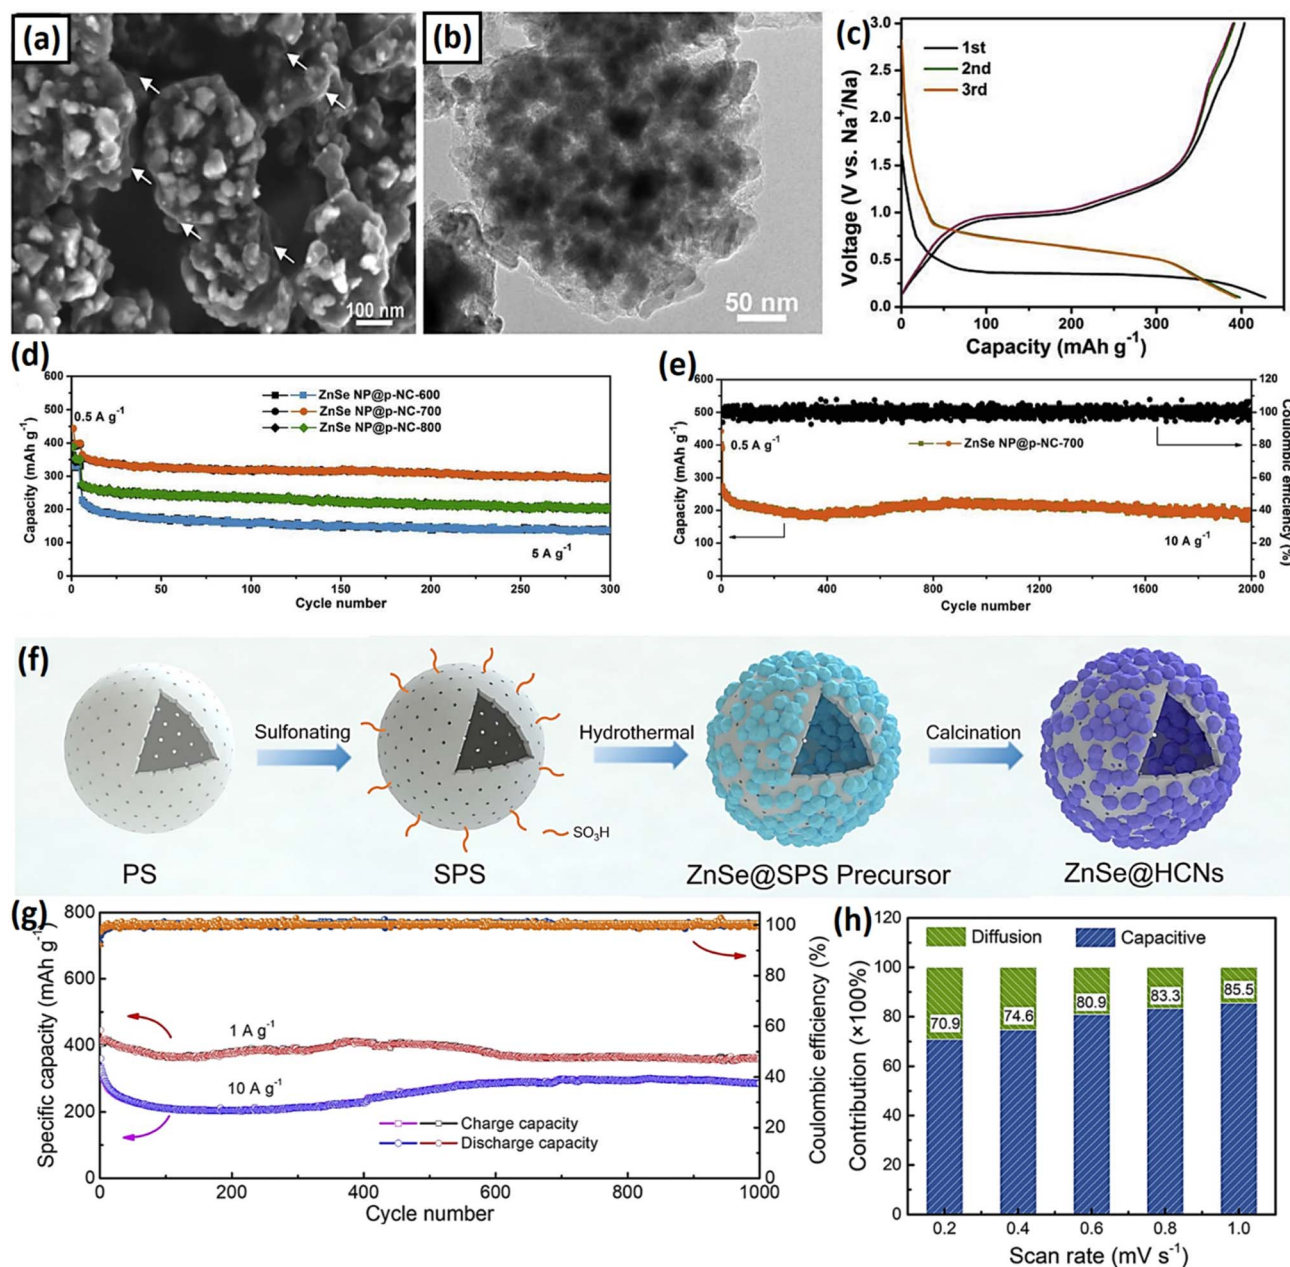 (a)
100 nm
(b)
50 nm
(c)
Voltage (V vs. Na⁺/Na)
3.0
2.5
2.0
1.5
1.0
0.5
0.0
1st
2nd
3rd
0 100 200 300 400
Capacity (mAh g⁻¹)
(d)
Capacity (mAh g⁻¹)
600
500
400
300
200
100
0
0.5 A g⁻¹
ZnSe NP@p-NC-600
ZnSe NP@p-NC-700
ZnSe NP@p-NC-800
5 A g⁻¹
0 50 100 150 200 250 300
Cycle number
(e)
Capacity (mAh g⁻¹)
600
500
400
300
200
100
0
0.5 A g⁻¹
ZnSe NP@p-NC-700
10 A g⁻¹
120
100
80
60
40
20
0
Coulombic efficiency (%)
0 400 800 1200 1600 2000
Cycle number
(f)
Sulfonating
Hydrothermal
Calcination
SO₃H
PS
SPS
ZnSe@SPS Precursor
ZnSe@HCNs
(g)
Specific capacity (mAh g⁻¹)
800
600
400
200
0
1 A g⁻¹
10 A g⁻¹
Charge capacity
Discharge capacity
100
80
60
40
20
0
Coulombic efficiency (%)
0 200 400 600 800 1000
Cycle number
(h)
Contribution (×100%)
120
100
80
60
40
20
0
Diffusion
Capacitive
70.9
74.6
80.9
83.3
85.5
0.2 0.4 0.6 0.8 1.0
Scan rate (mV s⁻¹)